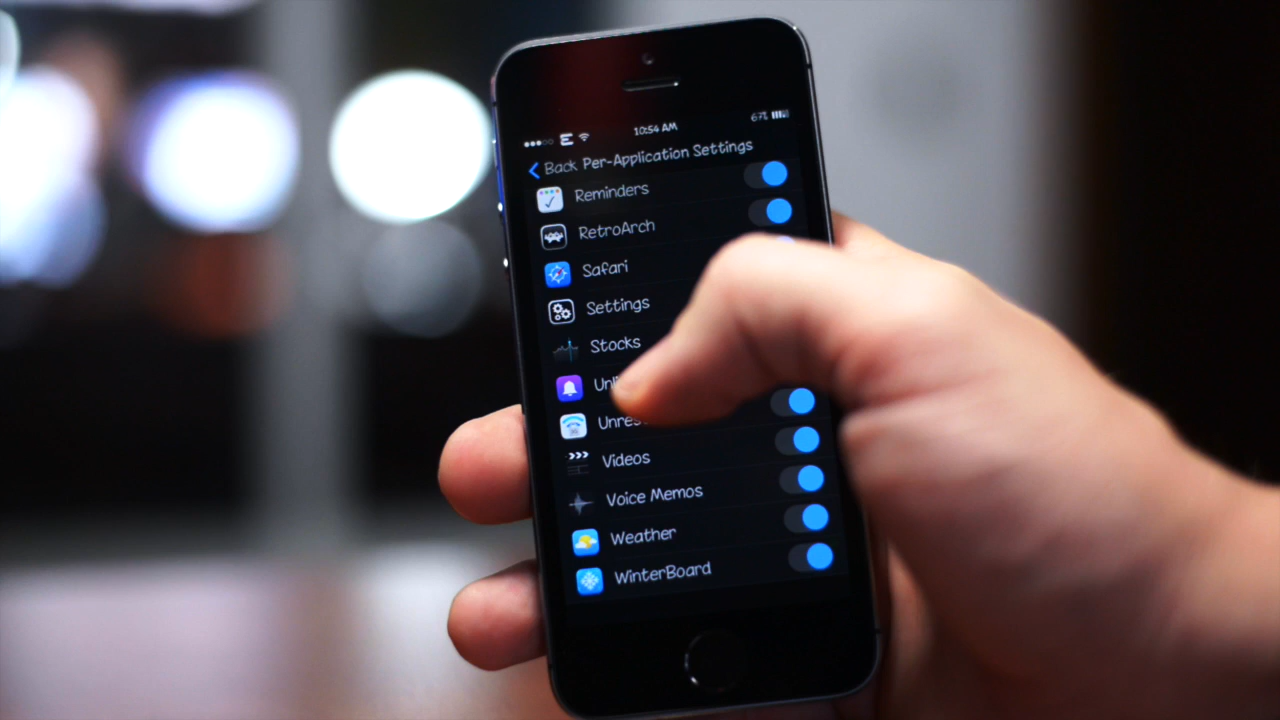 10:54 AM
67%
Back Per-Application Settings
Reminders
RetroArch
Safari
Settings
Stocks
Videos
Voice Memos
Weather
WinterBoard